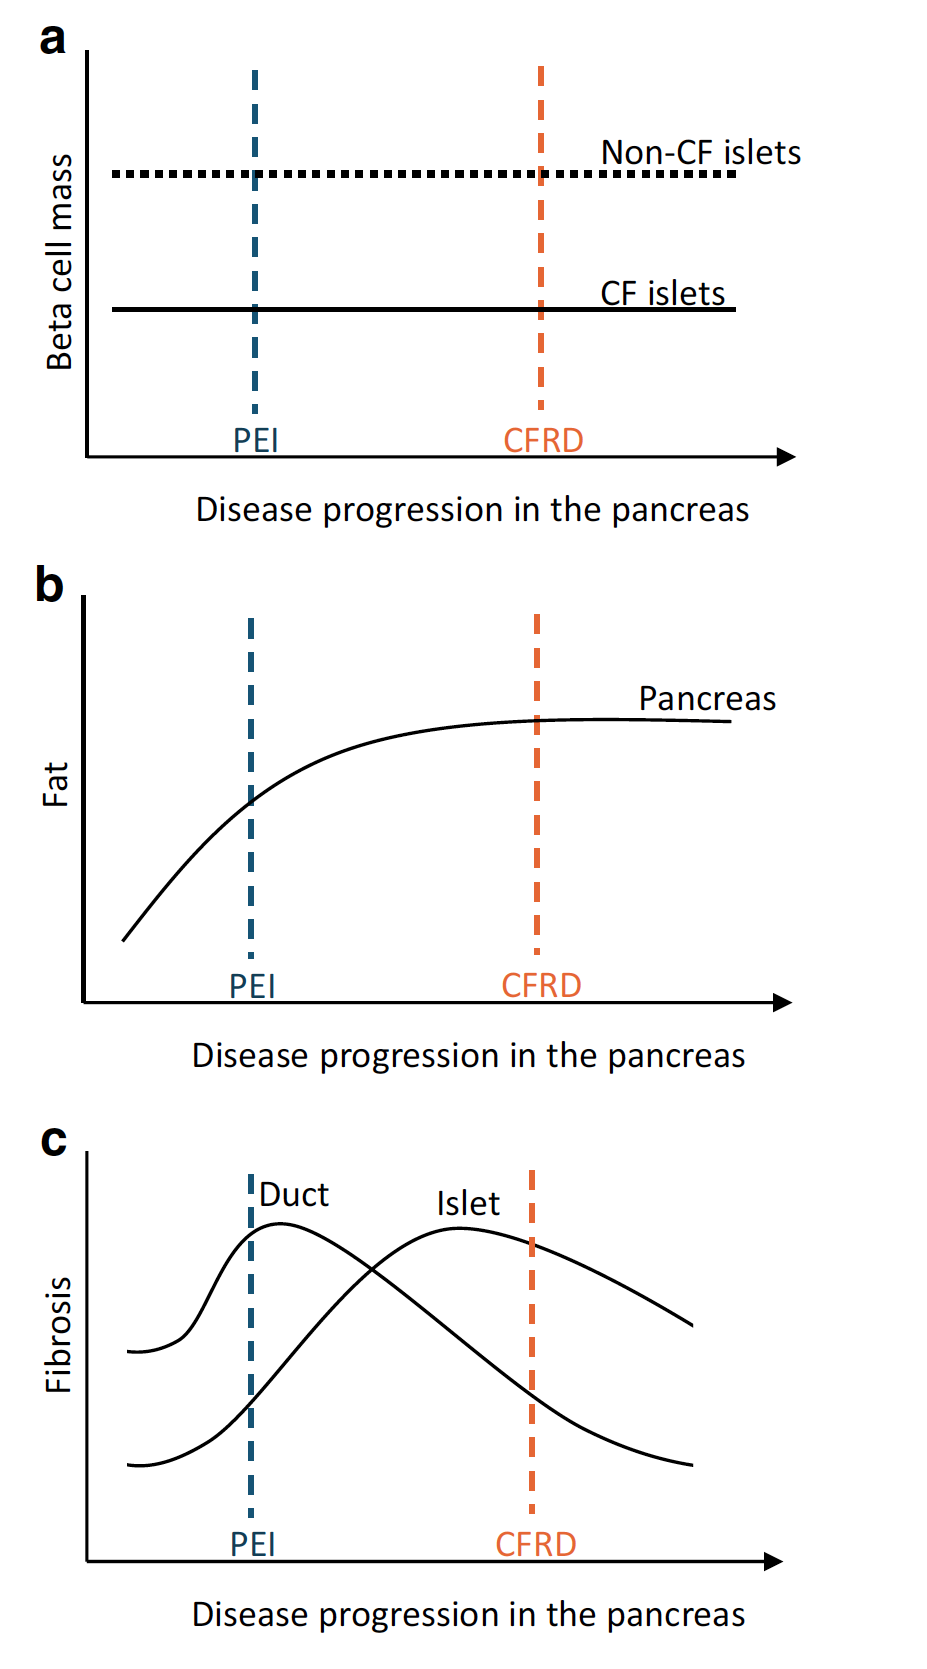 a
Beta cell mass
Non-CF islets
CF islets
PEI
CFRD
Disease progression in the pancreas
b
Fat
Pancreas
PEI
CFRD
Disease progression in the pancreas
c
Fibrosis
Duct
Islet
PEI
CFRD
Disease progression in the pancreas